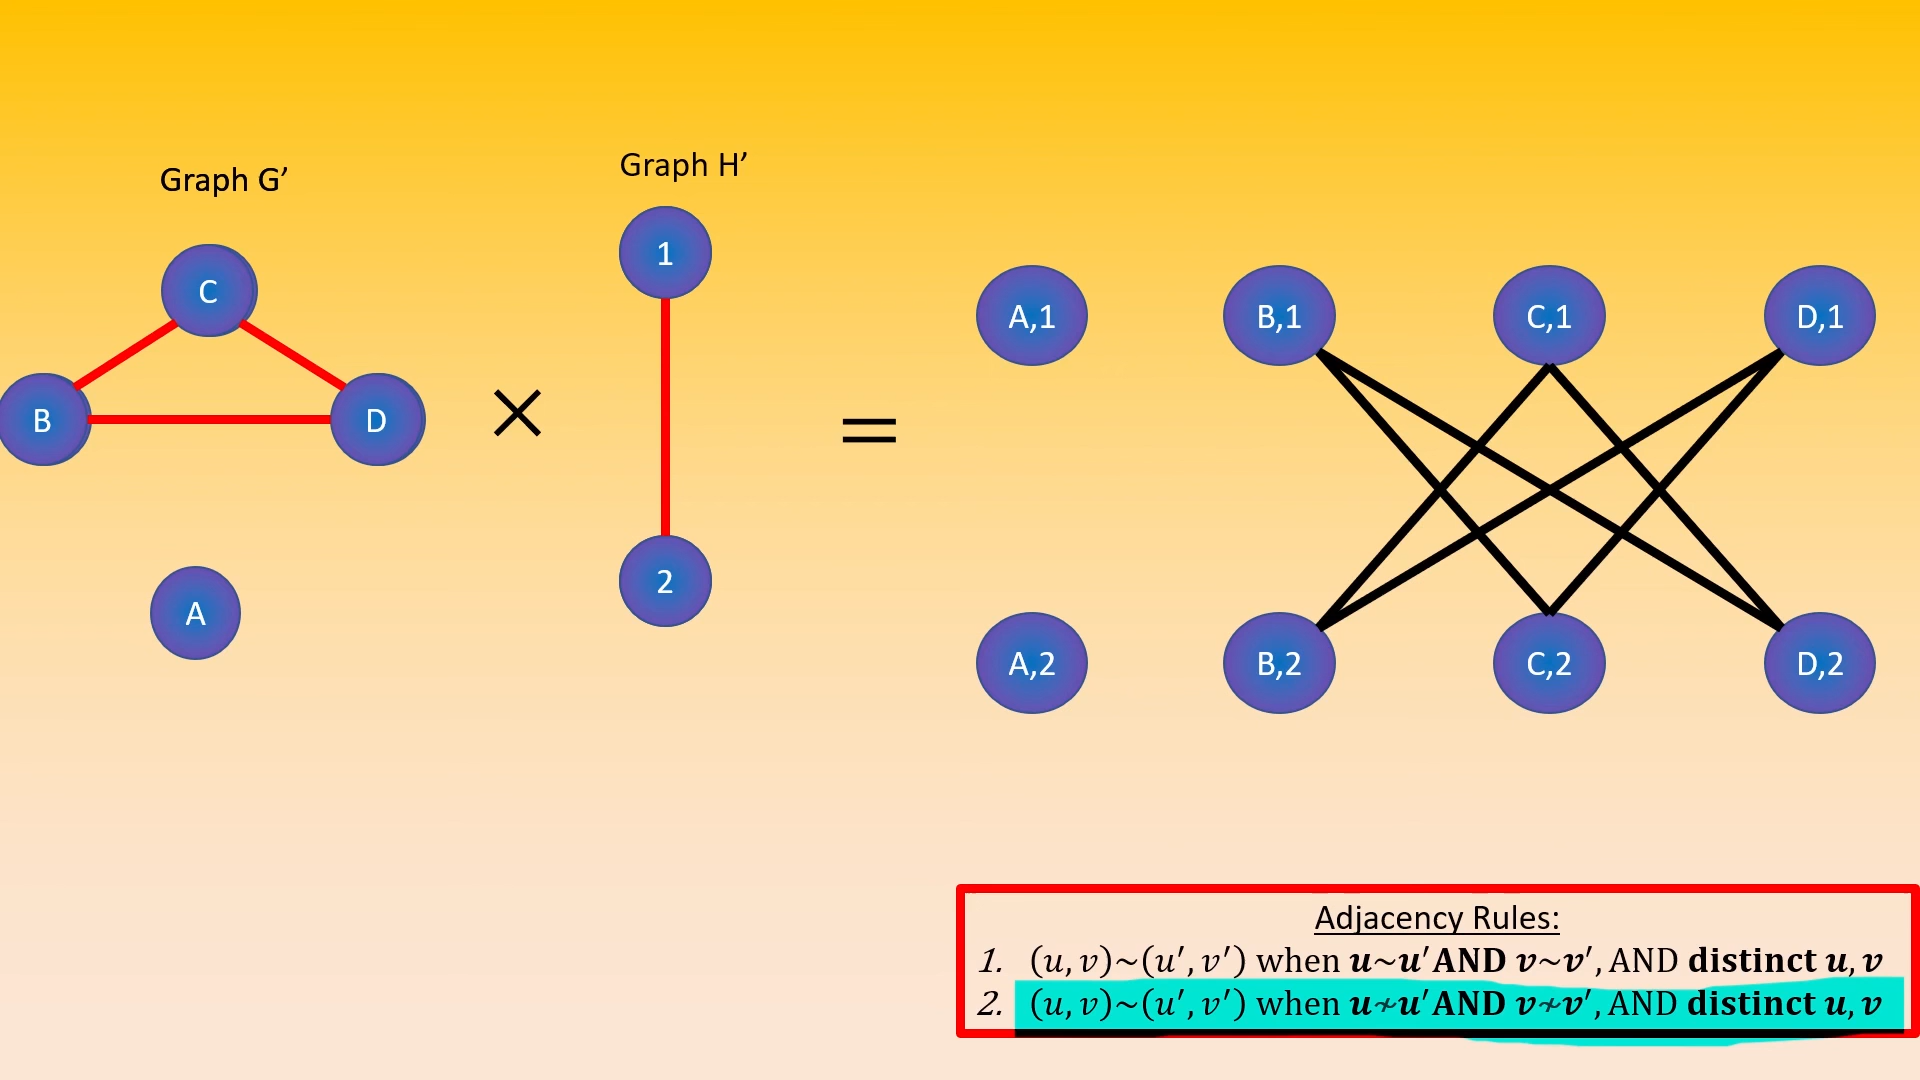 Graph G’
Graph H’
C
1
B
D
×
=
A
2
A,1
B,1
C,1
D,1
A,2
B,2
C,2
D,2
Adjacency Rules:
1. (u, v)~(u′, v′) when u~u′AND v~v′, AND distinct u, v
2. (u, v)~(u′, v′) when u≁u′AND v≁v′, AND distinct u, v